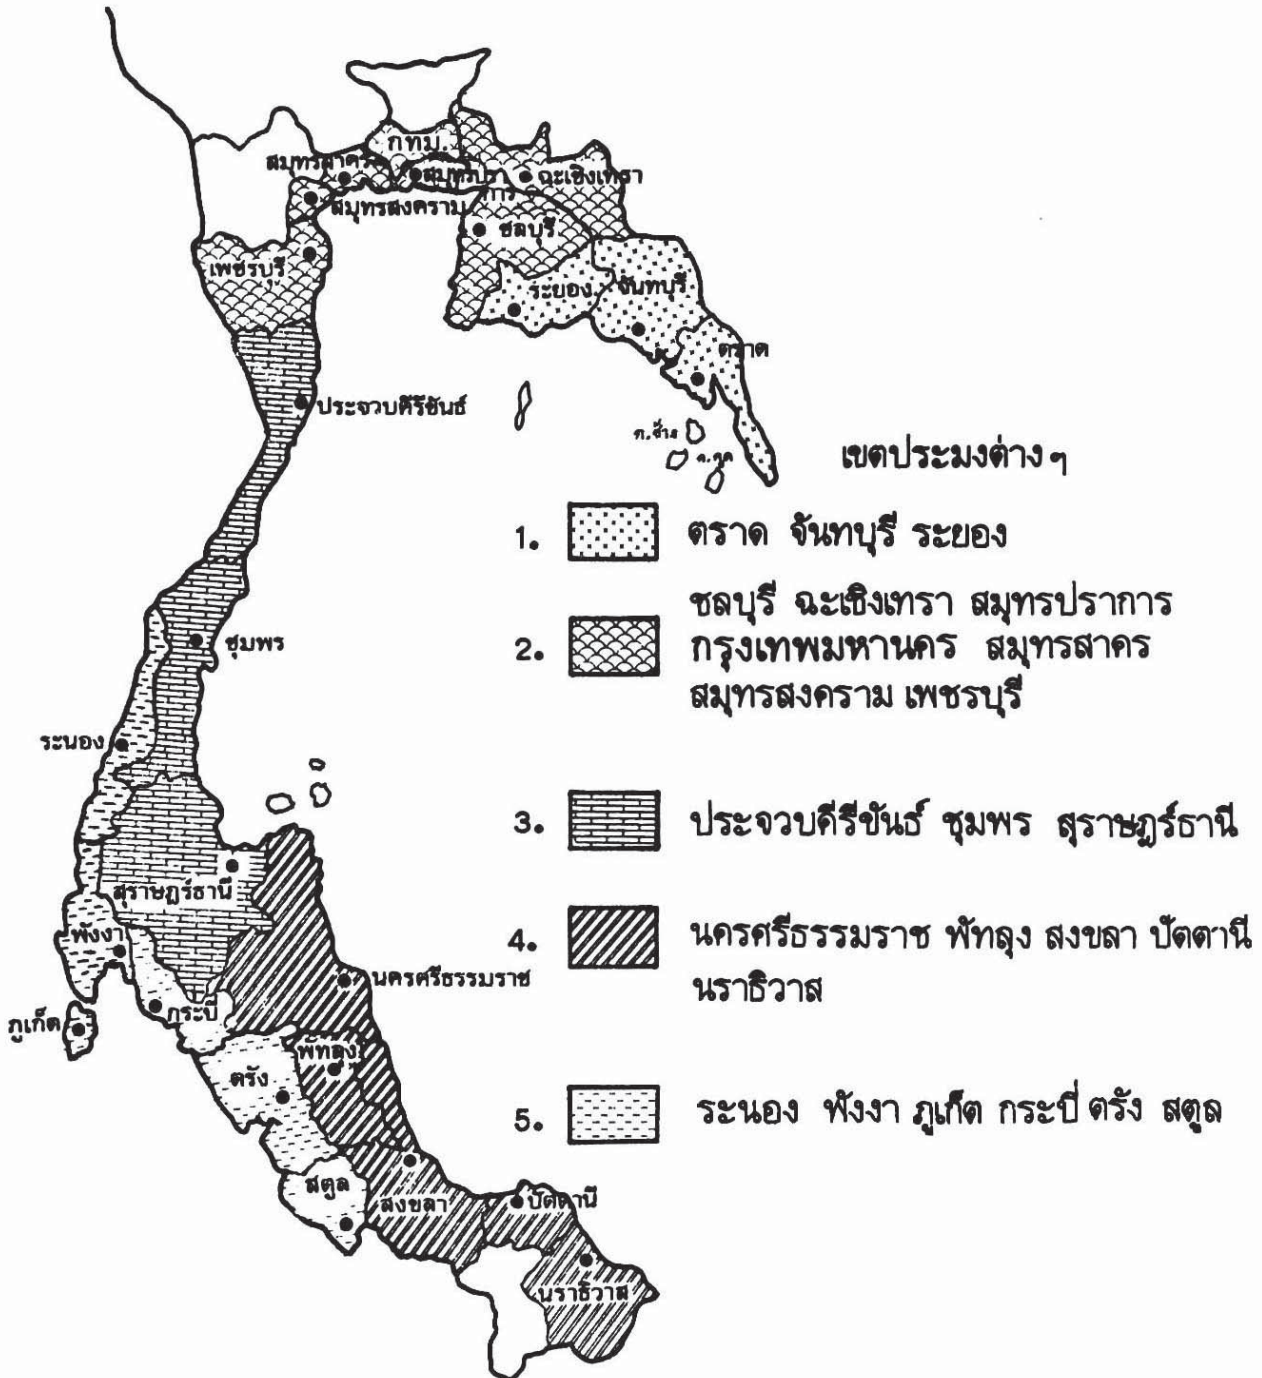 กทม.
สมุทรสาคร
สมุทรปรา
การ
ฉะเชิงเทรา
สมุทรสงคราม
ชลบุรี
เพชรบุรี
ระยอง
จันทบุรี
ตราด
ประจวบคีรีขันธ์
ก.ช้าง
เขตประมงต่าง ๆ
1. ตราด จันทบุรี ระยอง
ชลบุรี ฉะเชิงเทรา สมุทรปราการ
2. กรุงเทพมหานคร สมุทรสาคร
สมุทรสงคราม เพชรบุรี
ชุมพร
ระนอง
3. ประจวบคีรีขันธ์ ชุมพร สุราษฎร์ธานี
สุราษฎร์ธานี
4. นครศรีธรรมราช พัทลุง สงขลา ปัตตานี
นราธิวาส
พังงา
นครศรีธรรมราช
กระบี่
ภูเก็ต
พัทลุง
ตรัง
5. ระนอง พังงา ภูเก็ต กระบี่ ตรัง สตูล
สตูล
สงขลา
ปัตตานี
นราธิวาส